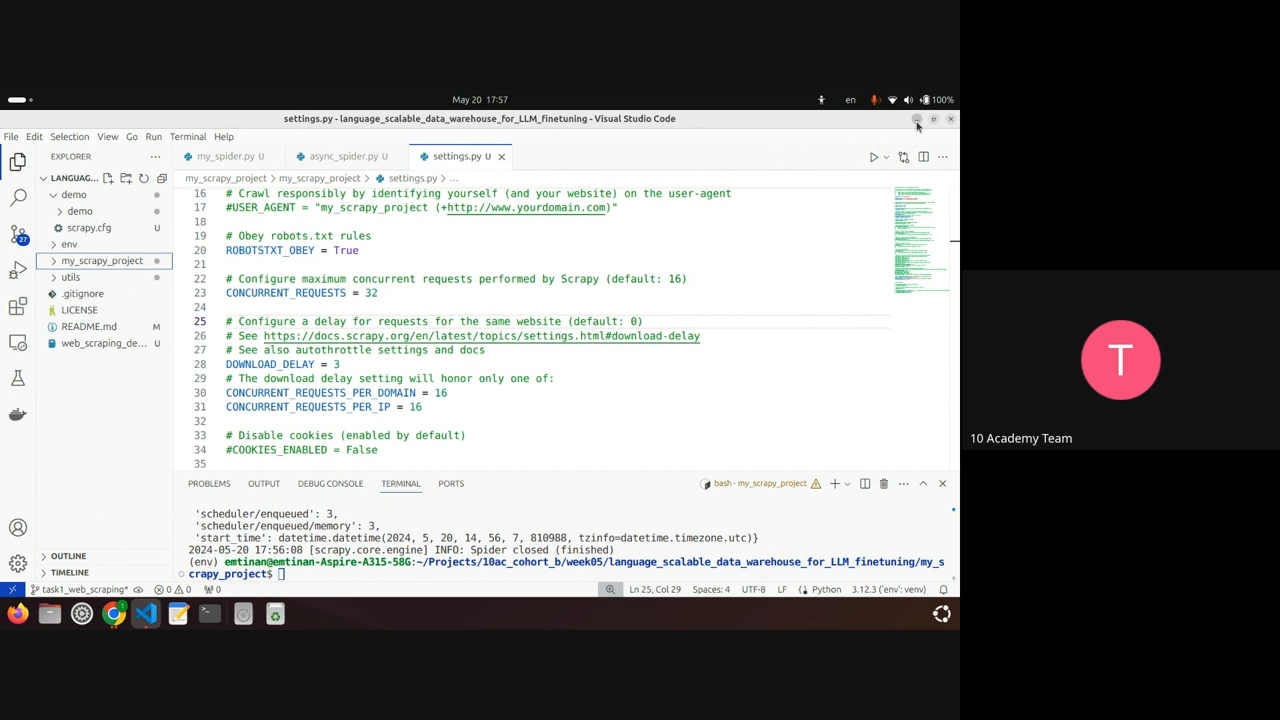 May 20 17:57
en
100%
settings.py - language_scalable_data_warehouse_for_LLM_finetuning - Visual Studio Code
File Edit Selection View Go Run Terminal Help
EXPLORER
my_spider.py U
async_spider.py U
settings.py U
LANGUAG...
my_scrapy_project > my_scrapy_project > settings.py > ...
demo
demo
scrapy.cfg U
env
my_scrapy_project
utils
.gitignore
LICENSE
README.md M
web_scraping_de... U
27
16 # Crawl responsibly by identifying yourself (and your website) on the user-agent
17 #USER_AGENT = "my_scrapy_project (+http://www.yourdomain.com)"
# Obey robots.txt rules
ROBOTSTXT_OBEY = True
Configure maximum concurrent requests performed by Scrapy (default: 16)
23 CONCURRENT_REQUESTS = 32
24
25 # Configure a delay for requests for the same website (default: 0)
26 # See https://docs.scrapy.org/en/latest/topics/settings.html#download-delay
27 # See also autothrottle settings and docs
28 DOWNLOAD_DELAY = 3
29 # The download delay setting will honor only one of:
30 CONCURRENT_REQUESTS_PER_DOMAIN = 16
31 CONCURRENT_REQUESTS_PER_IP = 16
32
33 # Disable cookies (enabled by default)
34 #COOKIES_ENABLED = False
35
PROBLEMS OUTPUT DEBUG CONSOLE TERMINAL PORTS
bash - my_scrapy_project
'scheduler/enqueued': 3,
'scheduler/enqueued/memory': 3,
'start_time': datetime.datetime(2024, 5, 20, 14, 56, 7, 810988, tzinfo=datetime.timezone.utc)}
2024-05-20 17:56:08 [scrapy.core.engine] INFO: Spider closed (finished)
(env) emtinan@emtinan-Aspire-A315-58G:~/Projects/10ac_cohort_b/week05/language_scalable_data_warehouse_for_LLM_finetuning/my_s
crapy_project$
OUTLINE
TIMELINE
task1_web_scraping* 0 0 0
Ln 25, Col 29 Spaces: 4 UTF-8 LF Python 3.12.3 ('env': venv)
T
10 Academy Team